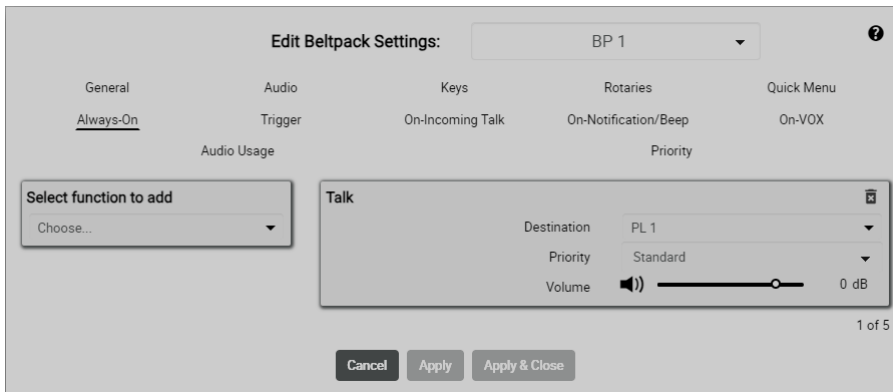 Edit Beltpack Settings: BP 1
General Audio Keys Rotaries Quick Menu
Always-On Trigger On-Incoming Talk On-Notification/Beep On-VOX
Audio Usage Priority
Select function to add
Choose...
Talk
Destination PL 1
Priority Standard
Volume 0 dB
1 of 5
Cancel Apply Apply & Close